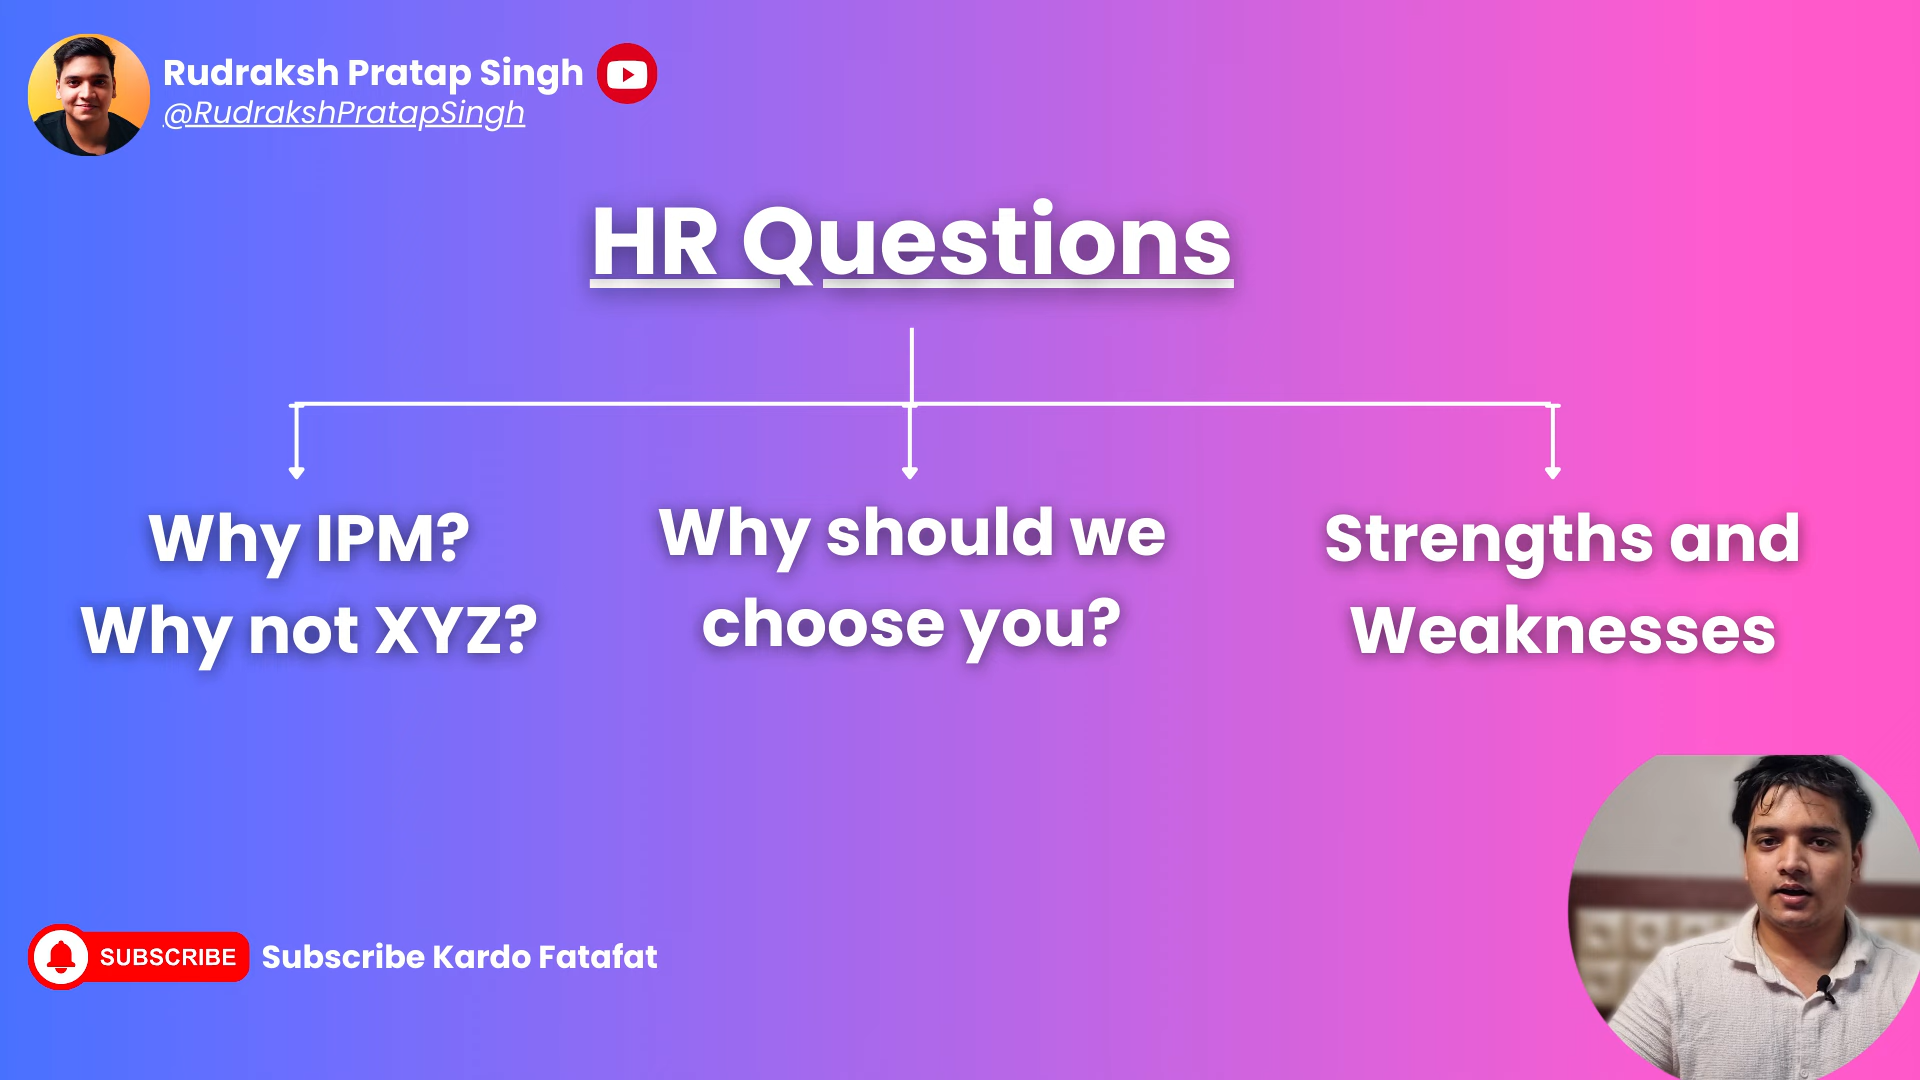 Rudraksh Pratap Singh
@RudrakshPratapSingh
HR Questions
Why IPM?
Why not XYZ?
Why should we
choose you?
Strengths and
Weaknesses
SUBSCRIBE
Subscribe Kardo Fatafat